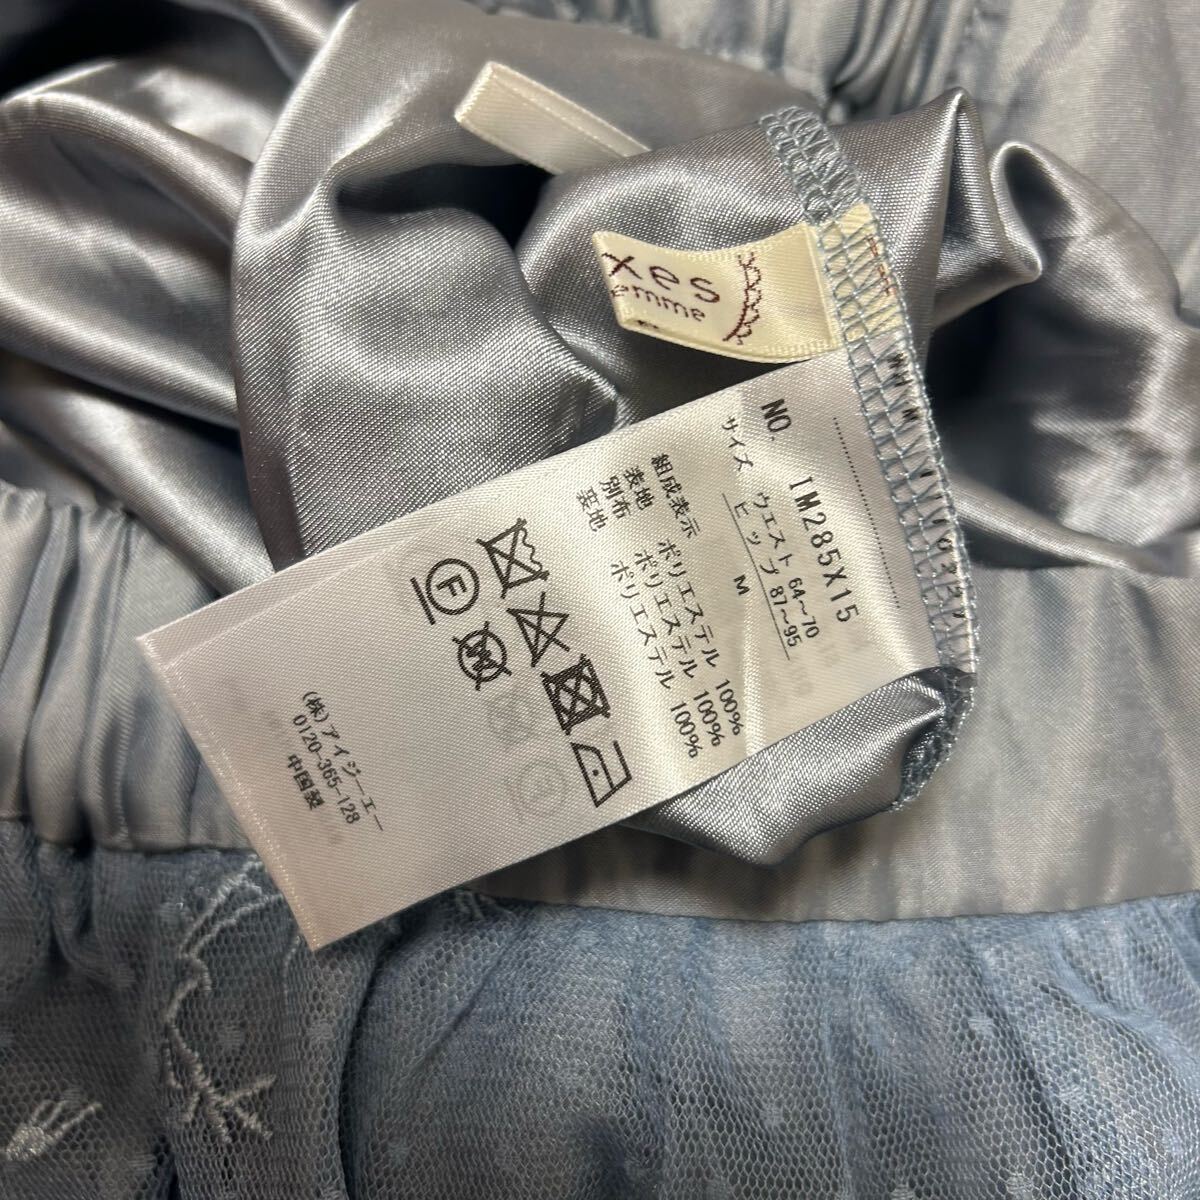 xes
emme
NO. IM285X15
サイズ ウエスト 64~70
ヒップ 87~95
M
組成表示
表地 ポリエステル 100%
別布 ポリエステル 100%
裏地 ポリエステル 100%
F
W
(株)アイジーエー
0120-365-128
中国製